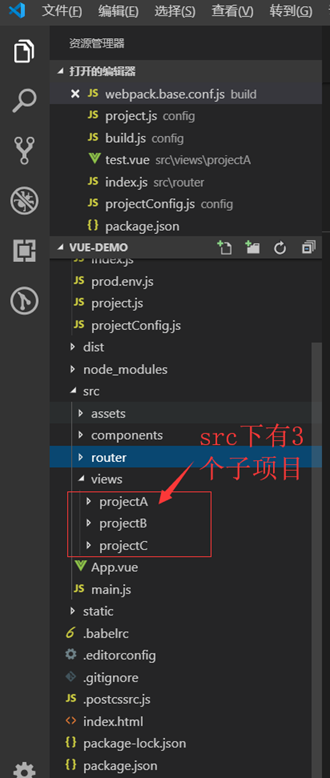 文件(F) 编辑(E) 选择(S) 查看(V) 转到(G)
资源管理器
打开的编辑器
JS webpack.base.conf.js build
JS project.js config
JS build.js config
test.vue src\views\projectA
JS index.js src\router
JS projectConfig.js config
{} package.json
VUE-DEMO
JS index.js
JS prod.env.js
JS project.js
JS projectConfig.js
dist
node_modules
src
assets
components
router
views
projectA
projectB
projectC
src下有3
个子项目
App.vue
JS main.js
static
.babelrc
.editorconfig
.gitignore
JS .postcssrc.js
<> index.html
{} package-lock.json
{} package.json